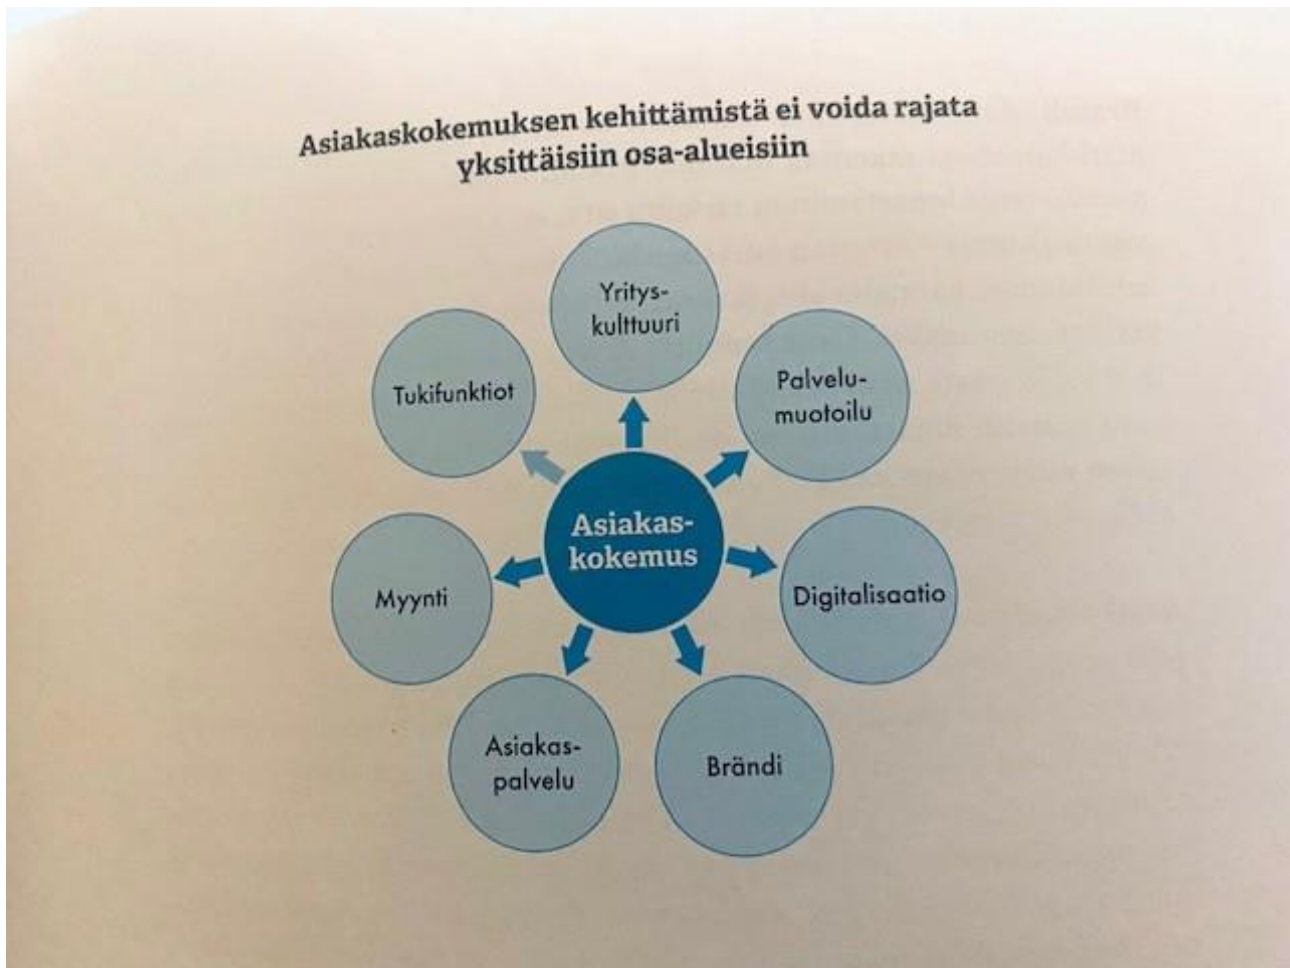 Asiakaskokemuksen kehittämistä ei voida rajata
yksittäisiin osa-alueisiin
Yritys-
kulttuuri
Palvelu-
muotoilu
Digitalisaatio
Brändi
Asiakas-
palvelu
Myynti
Tukifunktiot
Asiakas-
kokemus